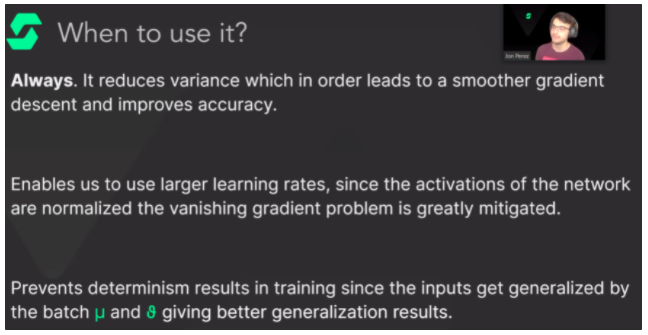 When to use it?
Jon Perez
Always. It reduces variance which in order leads to a smoother gradient
descent and improves accuracy.
Enables us to use larger learning rates, since the activations of the network
are normalized the vanishing gradient problem is greatly mitigated.
Prevents determinism results in training since the inputs get generalized by
the batch μ and ϑ giving better generalization results.